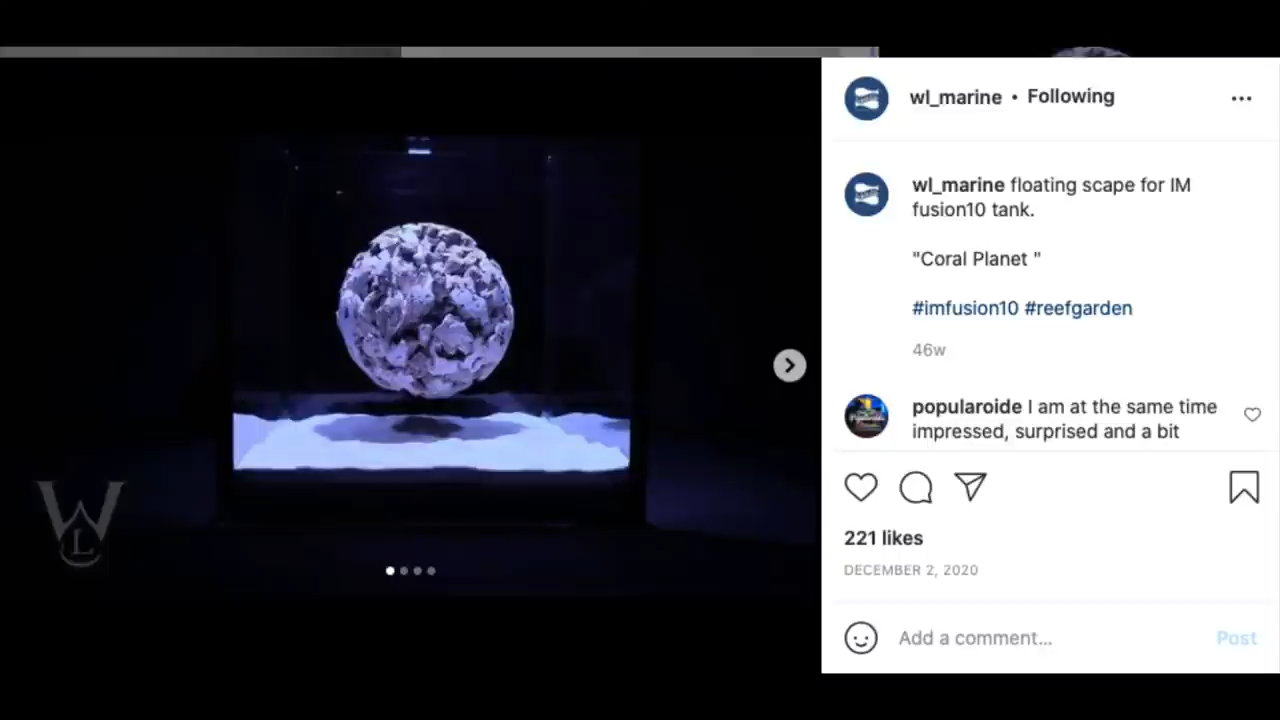 wl_marine • Following
wl_marine floating scape for IM
fusion10 tank.
"Coral Planet "
#imfusion10 #reefgarden
46w
popularoide I am at the same time
impressed, surprised and a bit
221 likes
DECEMBER 2, 2020
Add a comment...
Post
WL